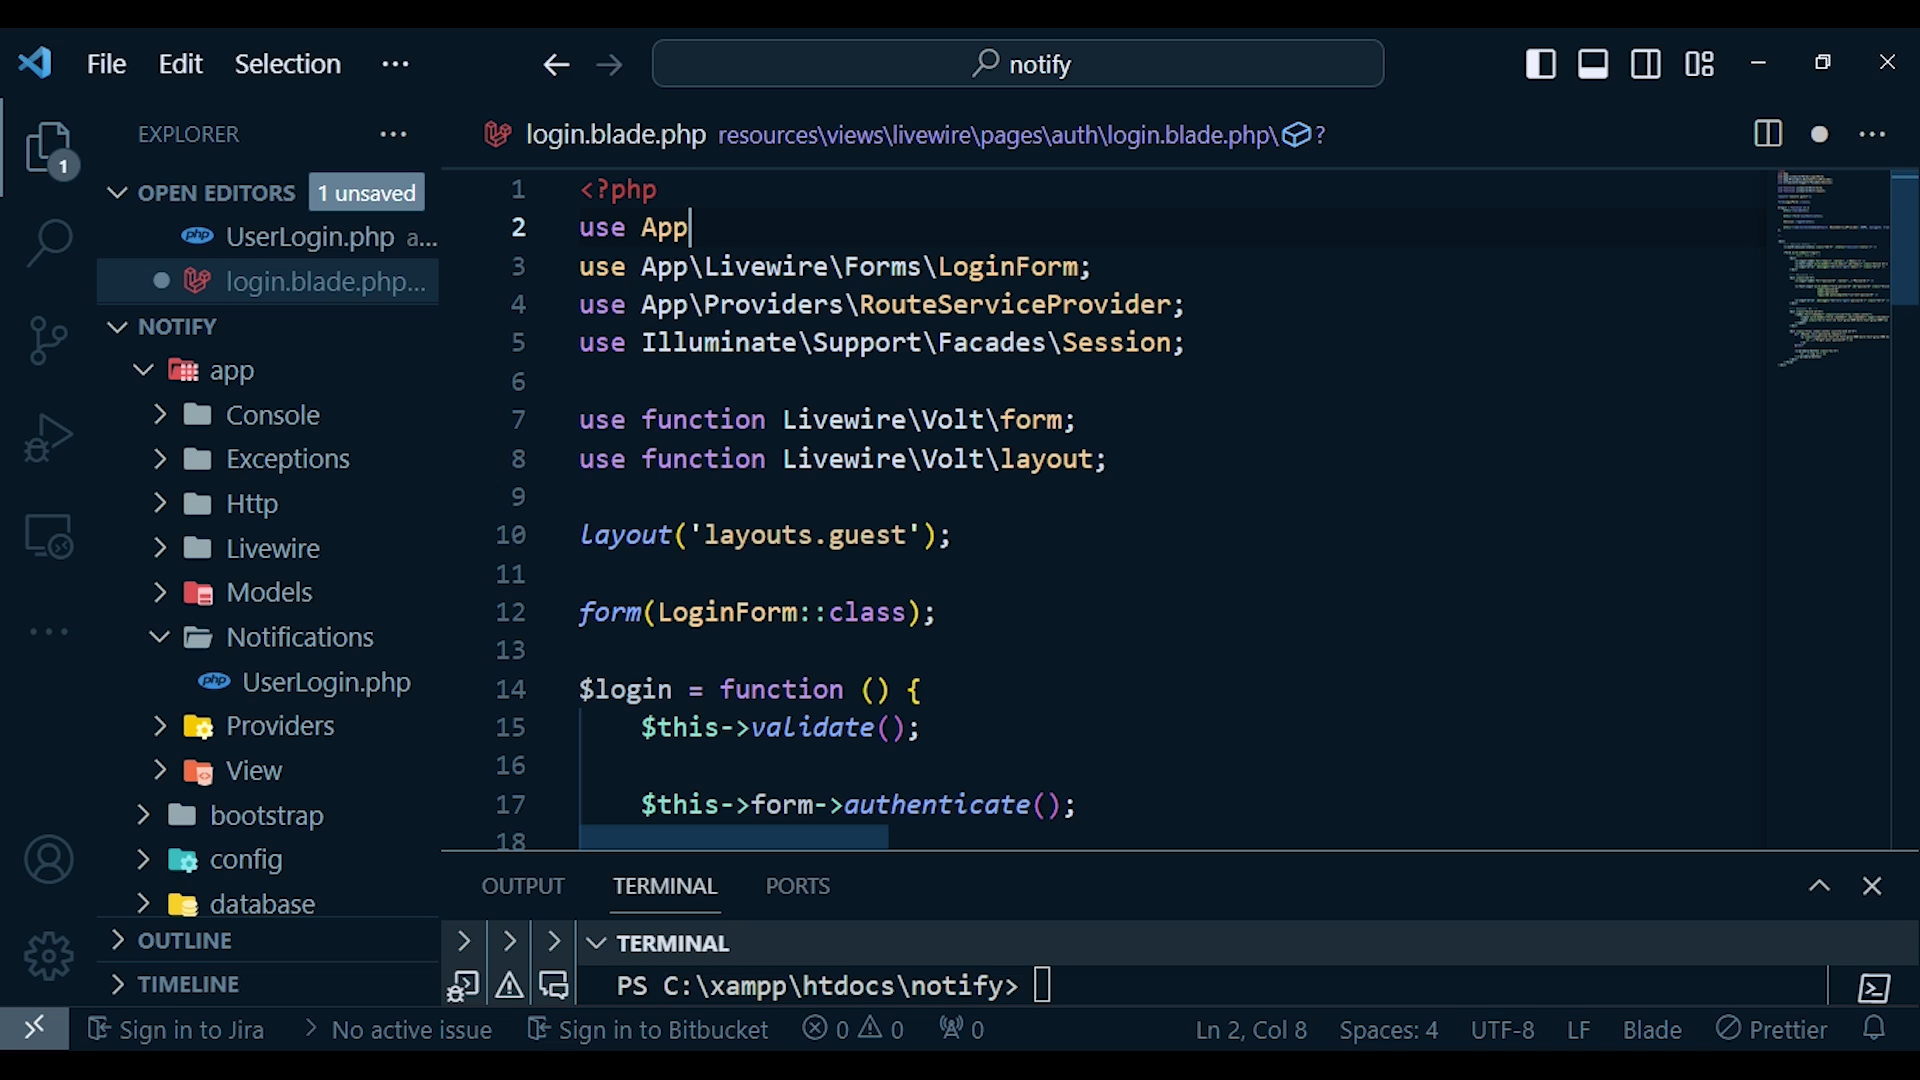 File Edit Selection ···
notify
EXPLORER ···
1
OPEN EDITORS 1 unsaved
php UserLogin.php a...
login.blade.php...
NOTIFY
app
Console
Exceptions
Http
Livewire
Models
Notifications
php UserLogin.php
Providers
View
bootstrap
config
database
OUTLINE
TIMELINE
login.blade.php resources\views\livewire\pages\auth\login.blade.php\ ?
1 <?php
2 use App
3 use App\Livewire\Forms\LoginForm;
4 use App\Providers\RouteServiceProvider;
5 use Illuminate\Support\Facades\Session;
6
7 use function Livewire\Volt\form;
8 use function Livewire\Volt\layout;
9
10 layout('layouts.guest');
11
12 form(LoginForm::class);
13
14 $login = function () {
15 $this->validate();
16
17 $this->form->authenticate();
18
OUTPUT TERMINAL PORTS
TERMINAL
PS C:\xampp\htdocs\notify>
Sign in to Jira No active issue Sign in to Bitbucket 0 0 0 Ln 2, Col 8 Spaces: 4 UTF-8 LF Blade Prettier